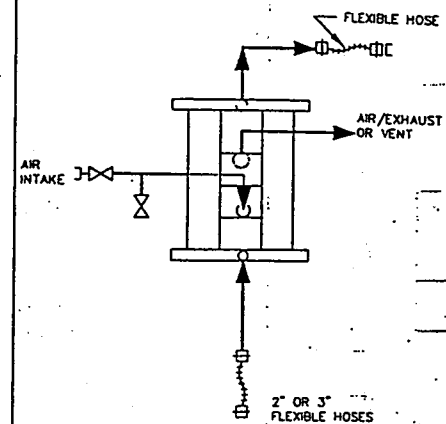 FLEXIBLE HOSE
AIR/EXHAUST
OR VENT
AIR
INTAKE
2" OR 3"
FLEXIBLE HOSES